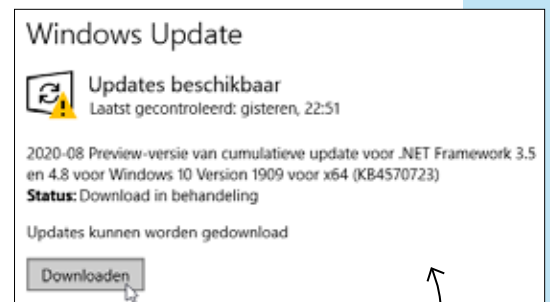 Windows Update
Updates beschikbaar
Laatst gecontroleerd: gisteren, 22:51
2020-08 Preview-versie van cumulatieve update voor .NET Framework 3.5
en 4.8 voor Windows 10 Version 1909 voor x64 (KB4570723)
Status: Download in behandeling
Updates kunnen worden gedownload
Downloaden